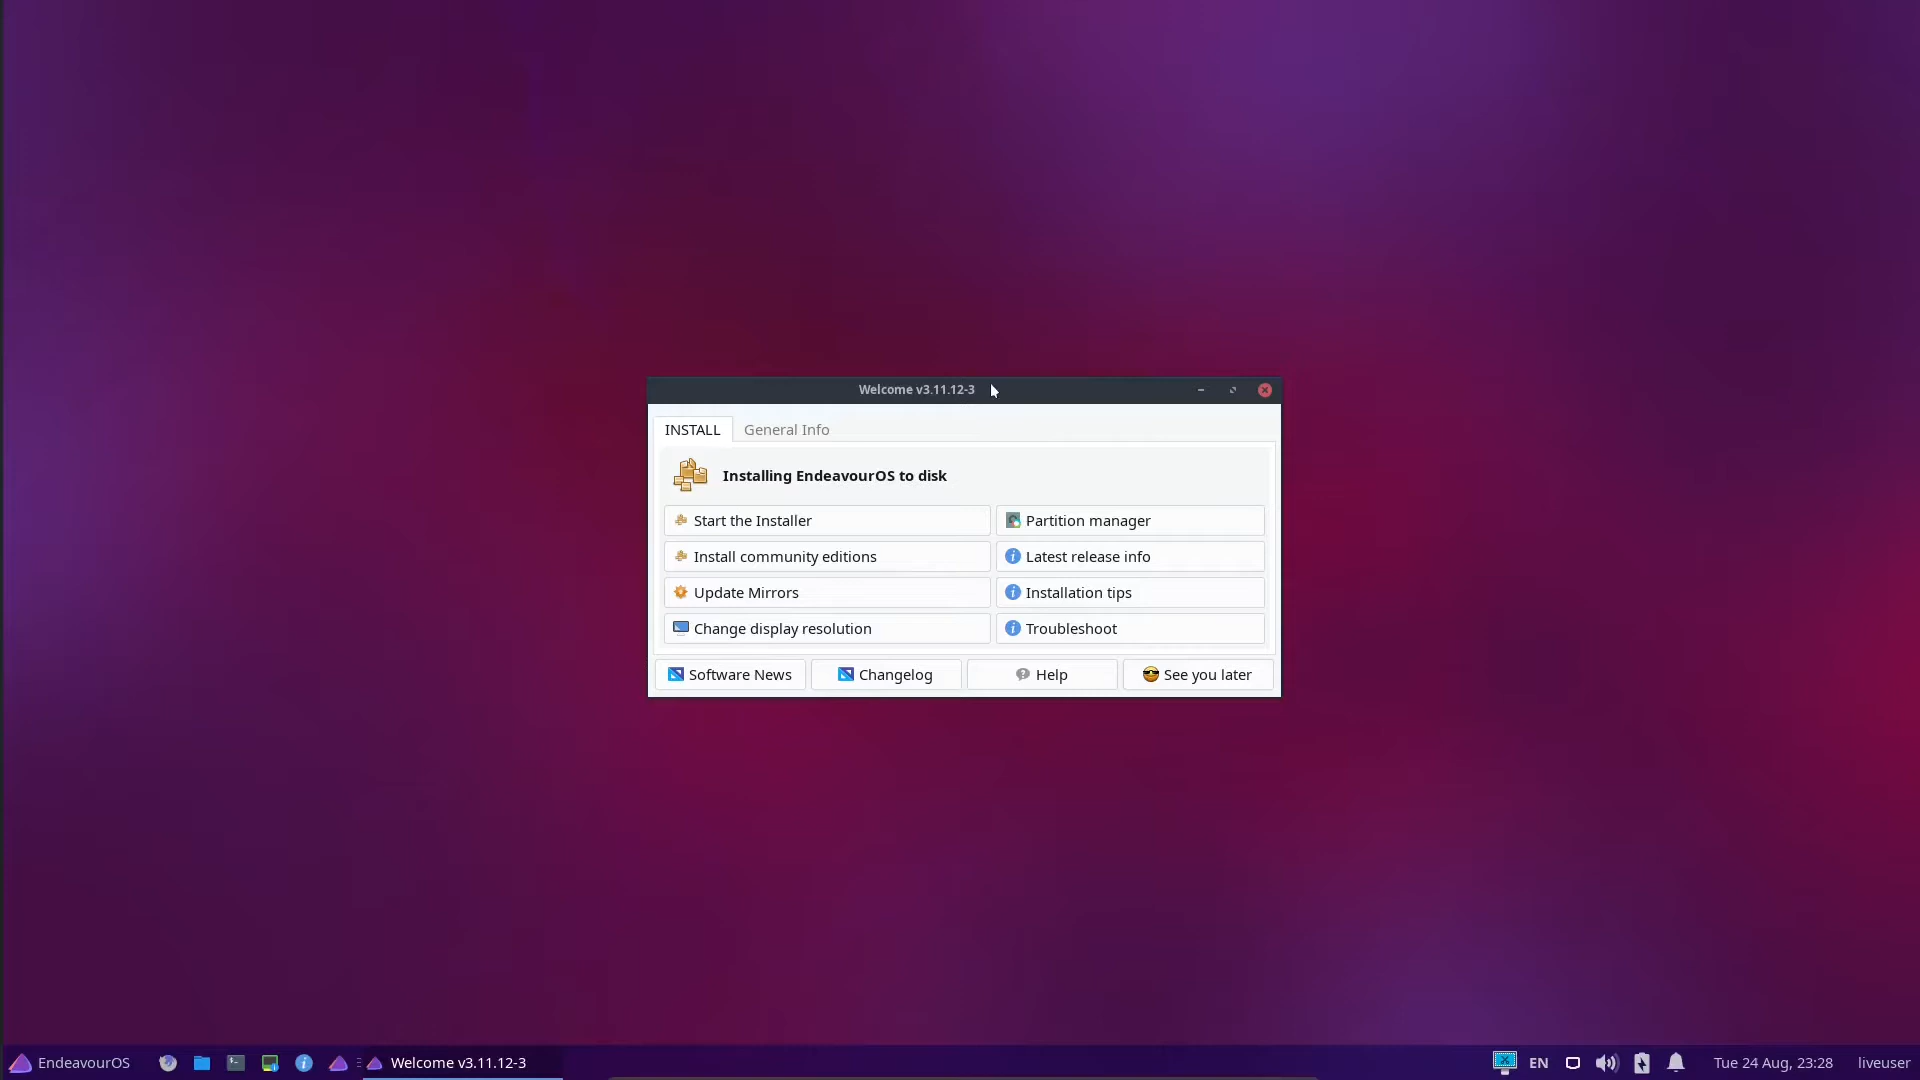 Welcome v3.11.12-3
INSTALL General Info
Installing EndeavourOS to disk
Start the Installer Partition manager
Install community editions Latest release info
Update Mirrors Installation tips
Change display resolution Troubleshoot
Software News Changelog Help See you later
EndeavourOS Welcome v3.11.12-3 EN Tue 24 Aug, 23:28 liveuser